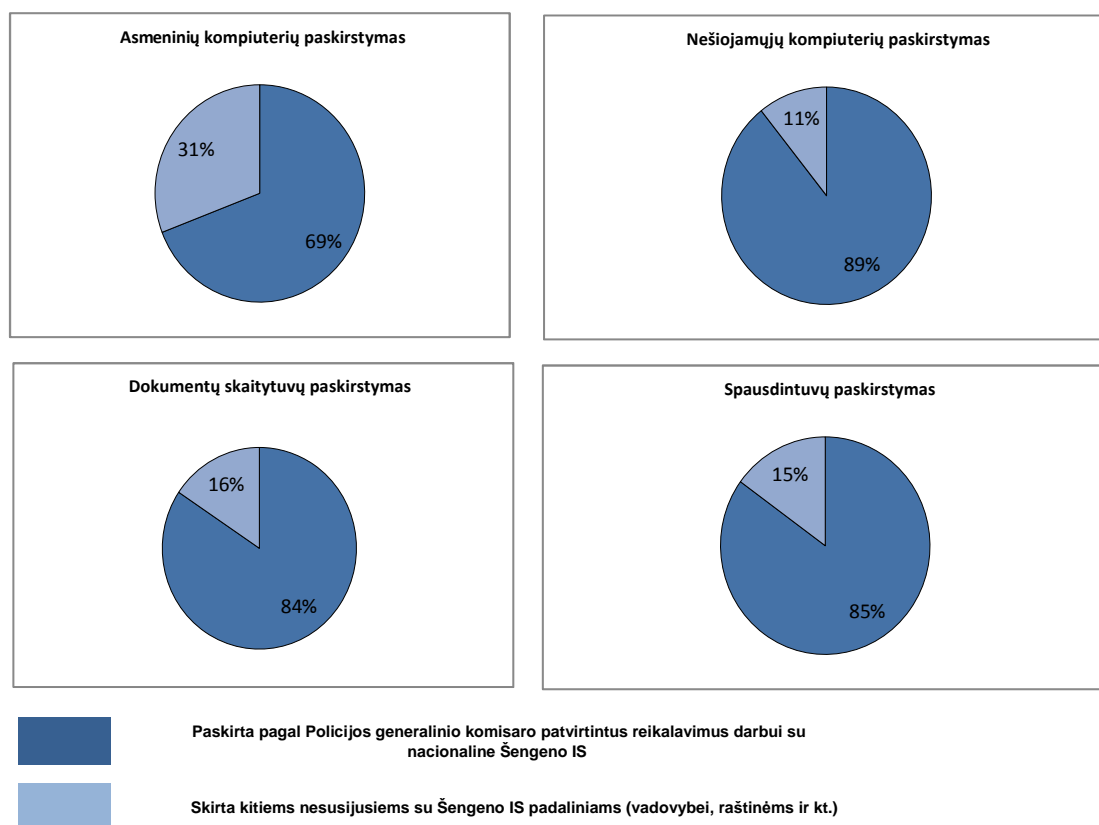 Asmeninių kompiuterių paskirstymas
31%
69%
Nešiojamųjų kompiuterių paskirstymas
11%
89%
Dokumentų skaitytuvų paskirstymas
16%
84%
Spausdintuvų paskirstymas
15%
85%
Paskirta pagal Policijos generalinio komisaro patvirtintus reikalavimus darbui su
nacionaline Šengeno IS
Skirta kitiems nesusijusiems su Šengeno IS padaliniams (vadovybei, raštinėms ir kt.)